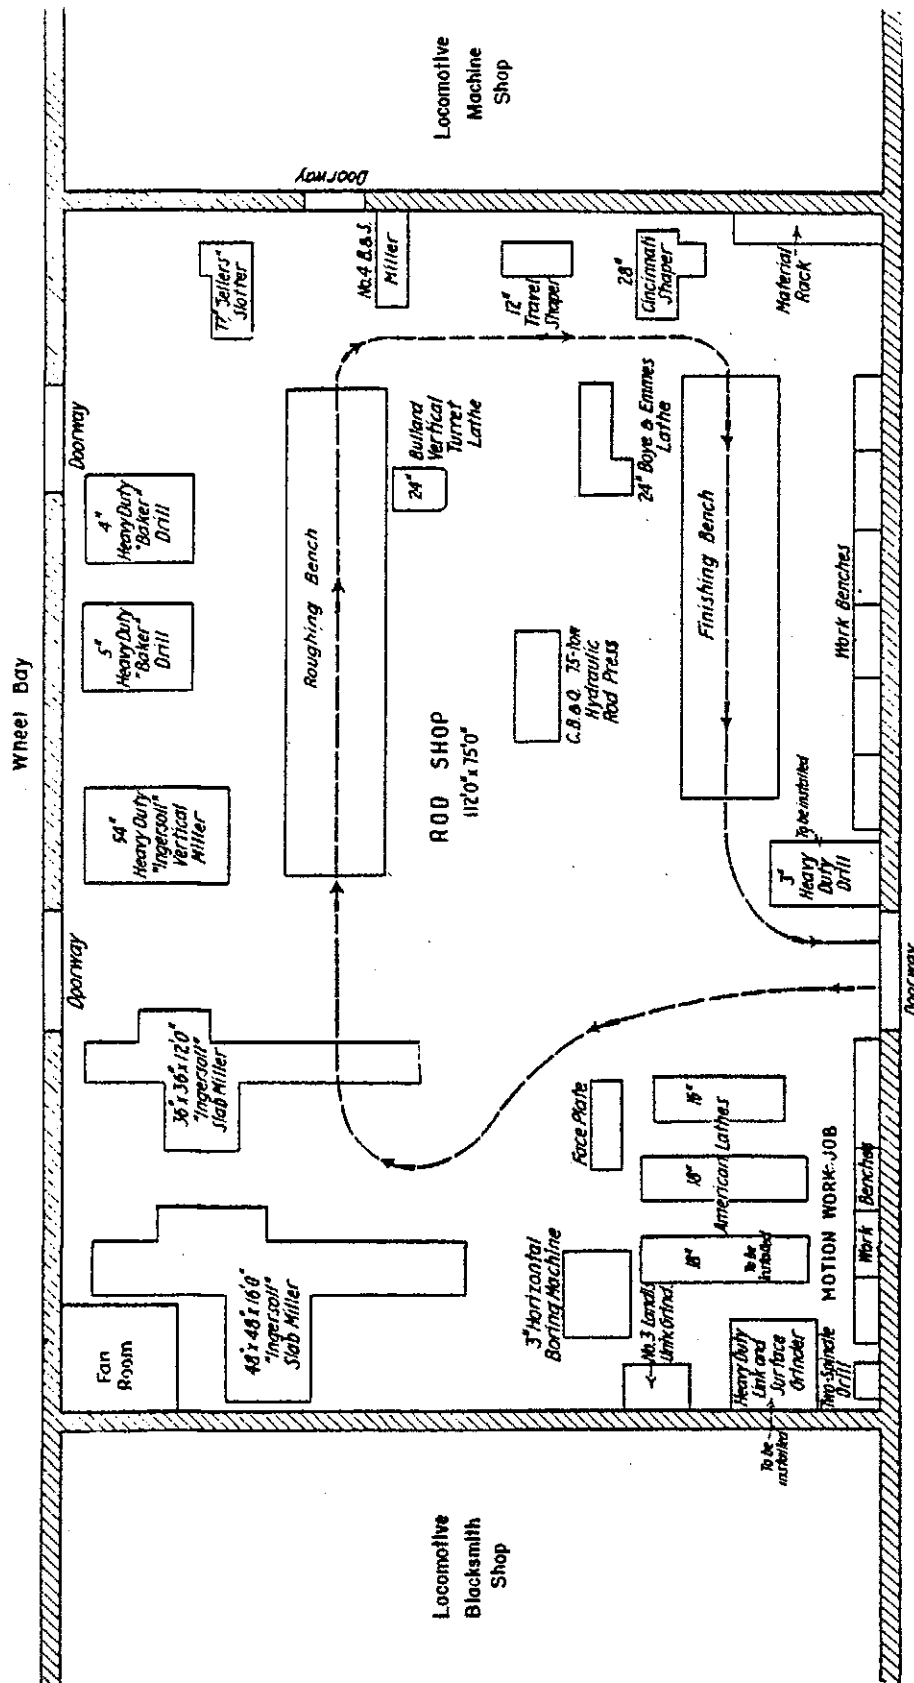 Wheel Bay
Locomotive
Blacksmith
Shop
Fan
Room
48" x 48" x 16'0"
"Ingersoll"
Slab Miller
36" x 36" x 12'0"
"Ingersoll"
Slab Miller
Doorway
54"
Heavy Duty
"Ingersoll"
Vertical
Miller
5"
Heavy Duty
"Baker"
Drill
4"
Heavy Duty
"Baker"
Drill
Doorway
Slotter
No.4 B.& S.
Miller
Doorway
Locomotive
Machine
Shop
Roughing Bench
24"
Bullard
Vertical
Turret
Lathe
ROD SHOP
112'0" x 75'0"
C.B.& Q. 75-Ton
Hydraulic
Rod Press
24" Boye & Emmes
Lathe
12"
Travel
Shaper
28"
Cincinnati
Shaper
Material
Rack
Finishing Bench
Work Benches
To be installed
3"
Heavy
Duty
Drill
Doorway
3" Horizontal
Boring Machine
Face Plate
No.3 Landis
Link Grind.
18"
To be
installed
18"
16"
American Lathes
Heavy Duty
Link and
Surface
Grinder
To be
installed
Two-Spindle
Drill
MOTION WORK JOB
Work Benches